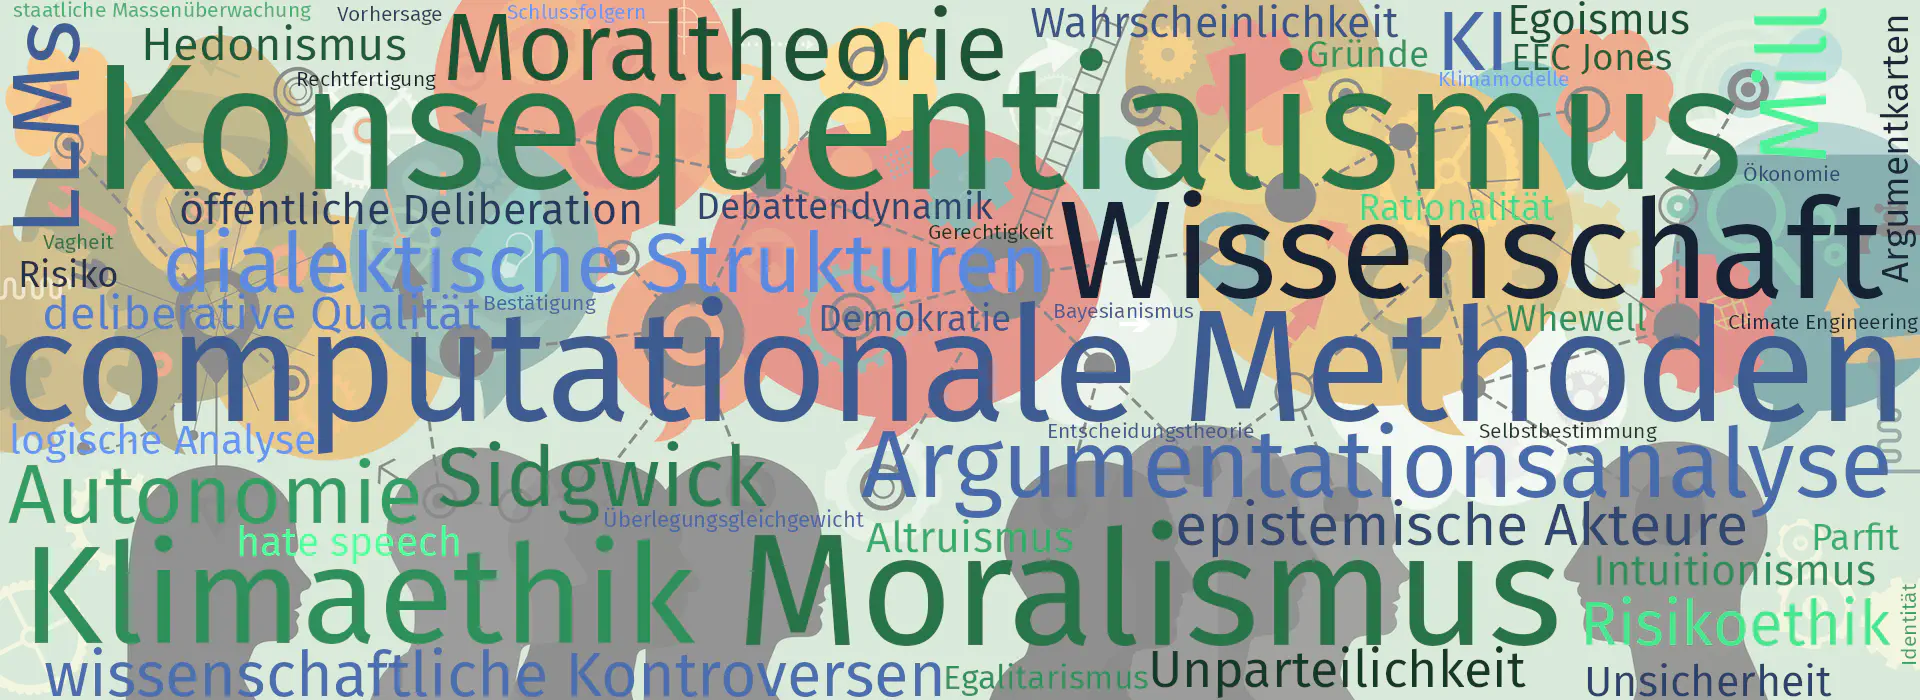 staatliche Massenüberwachung
Vorhersage
Schlussfolgern
Moraltheorie
Wahrscheinlichkeit
KI
Egoismus
Mill
LLMs
Hedonismus
Gründe
EEC Jones
Argumentkarten
Rechtfertigung
Klimamodelle
Konsequentialismus
Ökonomie
öffentliche Deliberation
Debattendynamik
Rationalität
Vagheit
Gerechtigkeit
Wissenschaft
Risiko
dialektische Strukturen
deliberative Qualität
Bestätigung
Demokratie
Bayesianismus
Whewell
Climate Engineering
computationale Methoden
logische Analyse
Entscheidungstheorie
Selbstbestimmung
Autonomie
Sidgwick
Argumentationsanalyse
Überlegungsgleichgewicht
hate speech
Altruismus
epistemische Akteure
Parfit
Klimaethik
Moralismus
Intuitionismus
Risikoethik
Identität
wissenschaftliche Kontroversen
Egalitarismus
Unparteilichkeit
Unsicherheit